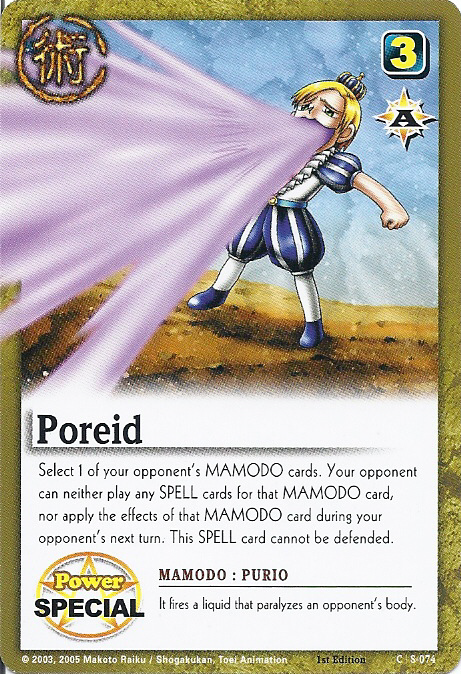 術
3
A
Poreid
Select 1 of your opponent's MAMODO cards. Your opponent
can neither play any SPELL cards for that MAMODO card,
nor apply the effects of that MAMODO card during your
opponent's next turn. This SPELL card cannot be defended.
Power
SPECIAL
MAMODO : PURIO
It fires a liquid that paralyzes an opponent's body.
© 2003, 2005 Makoto Raiku / Shogakukan, Toei Animation
1st Edition
C S-074